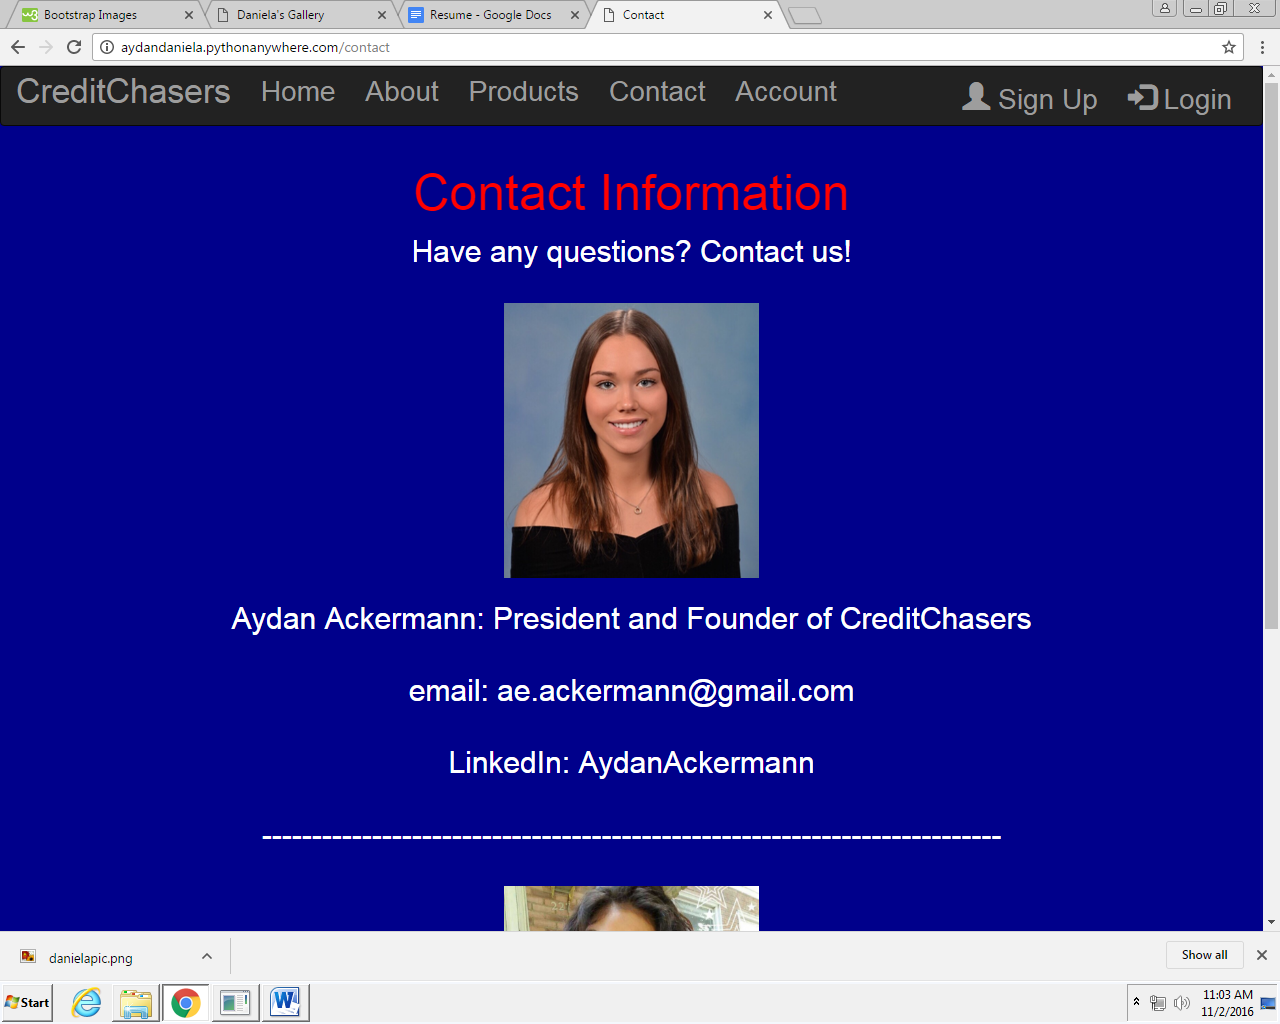 Bootstrap Images
Daniela's Gallery
Resume - Google Docs
Contact
aydandaniela.pythonanywhere.com/contact
CreditChasers Home About Products Contact Account Sign Up Login
Contact Information
Have any questions? Contact us!
Aydan Ackermann: President and Founder of CreditChasers
email: ae.ackermann@gmail.com
LinkedIn: AydanAckermann
--------------------------------------------------------------------------
danielapic.png
Show all
Start
11:03 AM
11/2/2016